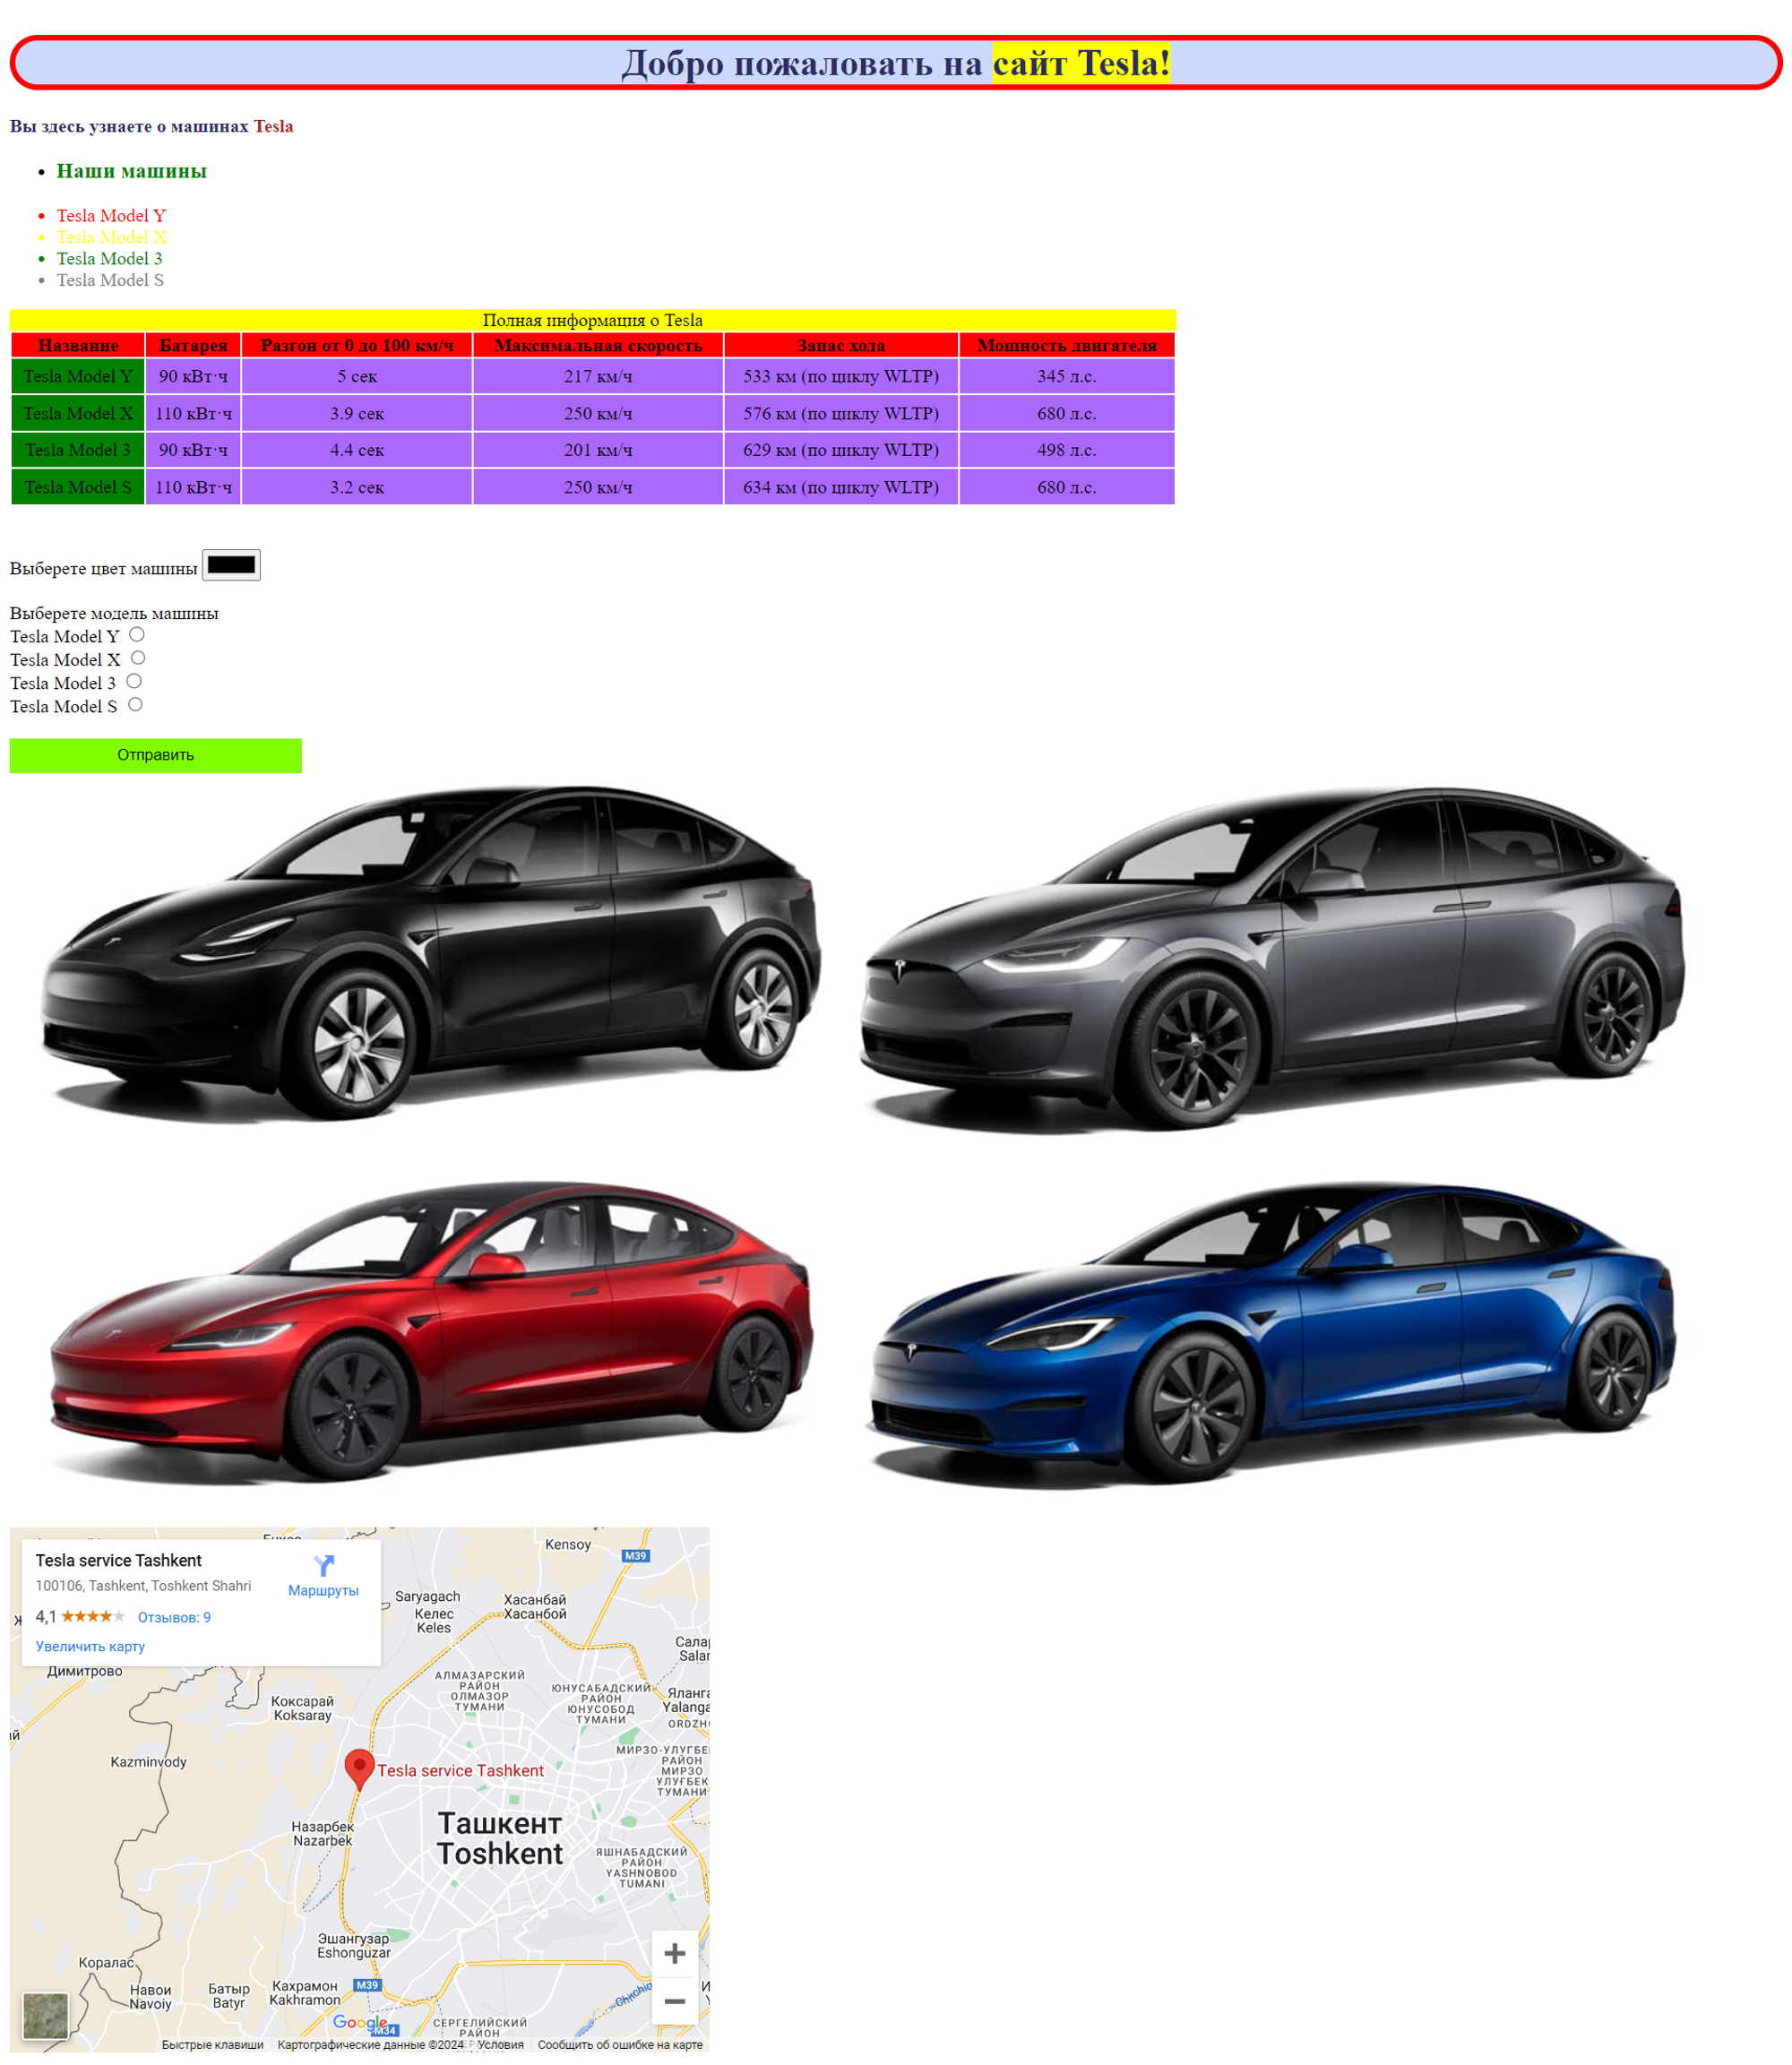 Добро пожаловать на сайт Tesla!
Вы здесь узнаете о машинах Tesla
Наши машины
Tesla Model Y
Tesla Model X
Tesla Model 3
Tesla Model S
Полная информация о Tesla
Название Батарея Разгон от 0 до 100 км/ч Максимальная скорость Запас хода Мощность двигателя
Tesla Model Y 90 кВт·ч 5 сек 217 км/ч 533 км (по циклу WLTP) 345 л.с.
Tesla Model X 110 кВт·ч 3.9 сек 250 км/ч 576 км (по циклу WLTP) 680 л.с.
Tesla Model 3 90 кВт·ч 4.4 сек 201 км/ч 629 км (по циклу WLTP) 498 л.с.
Tesla Model S 110 кВт·ч 3.2 сек 250 км/ч 634 км (по циклу WLTP) 680 л.с.
Выберете цвет машины
Выберете модель машины
Tesla Model Y
Tesla Model X
Tesla Model 3
Tesla Model S
Отправить
Tesla service Tashkent
100106, Tashkent, Toshkent Shahri
Маршруты
4,1 Отзывов: 9
Увеличить карту
Kensoy
M39
Saryagach
Келес
Keles
Хасанбай
Хасанбой
Димитрово
АЛМАЗАРСКИЙ
РАЙОН
ОЛМАЗОР
ТУМАНИ
ЮНУСАБАДСКИЙ
РАЙОН
ЮНУСОБОД
ТУМАНИ
Коксарай
Koksaray
Kazminvody
МИРЗО-УЛУГБЕ
РАЙОН
МИРЗО
УЛУҒБЕК
ТУМАНИ
Tesla service Tashkent
Ташкент
Toshkent
Назарбек
Nazarbek
ЯШНАБАДСКИЙ
РАЙОН
YASHNOBOD
TUMANI
Эшангузар
Eshonguzar
Коралас
Навои
Navoiy
Батыр
Batyr
Кахрамон
Kakhramon
M39
Google
M34
СЕРГЕЛИЙСКИЙ
РАЙОН
Быстрые клавиши Картографические данные ©2024 Условия Сообщить об ошибке на карте